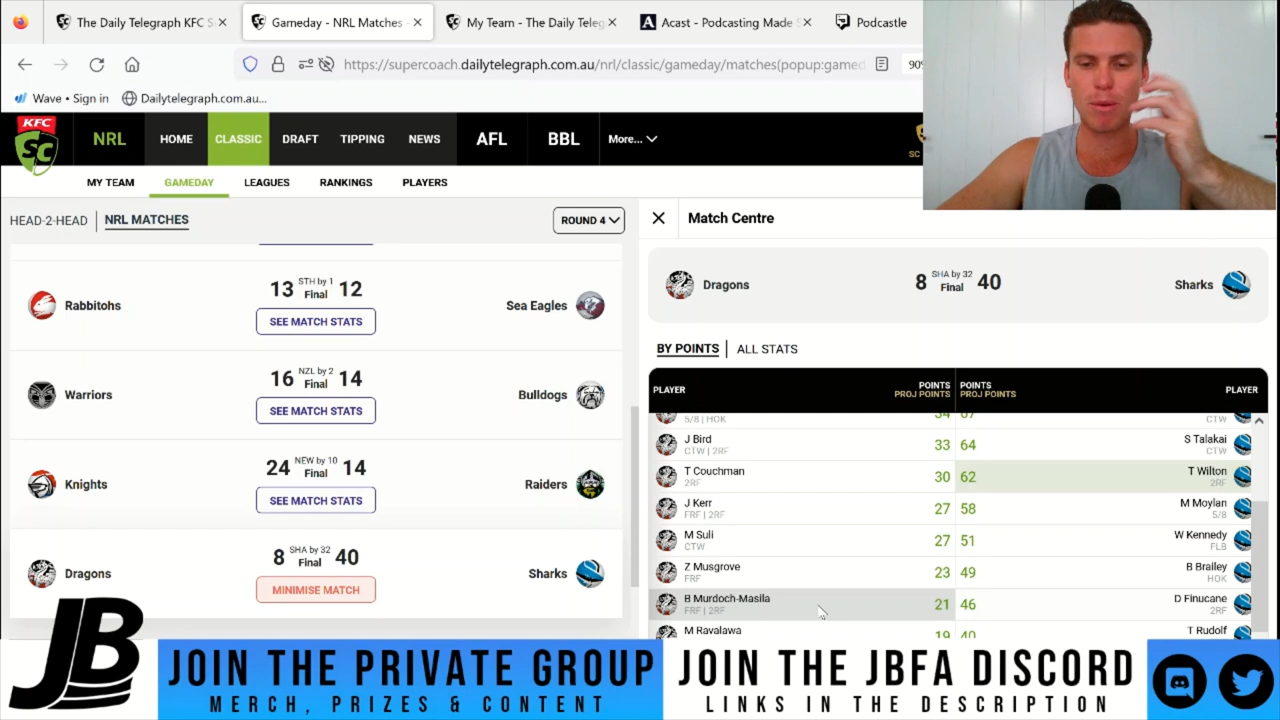 The Daily Telegraph KFC S
Gameday - NRL Matches -
My Team - The Daily Teleg
Acast - Podcasting Made S
Podcastle
https://supercoach.dailytelegraph.com.au/nrl/classic/gameday/matches(popup:gamed
90%
Wave • Sign in
Dailytelegraph.com.au...
KFC
SC
NRL
HOME
CLASSIC
DRAFT
TIPPING
NEWS
AFL
BBL
More...
SC
MY TEAM
GAMEDAY
LEAGUES
RANKINGS
PLAYERS
HEAD-2-HEAD
NRL MATCHES
ROUND 4
Rabbitohs
13 STH by 1 Final 12
Sea Eagles
SEE MATCH STATS
Warriors
16 NZL by 2 Final 14
Bulldogs
SEE MATCH STATS
Knights
24 NEW by 10 Final 14
Raiders
SEE MATCH STATS
Dragons
8 SHA by 32 Final 40
Sharks
MINIMISE MATCH
Match Centre
Dragons
8 SHA by 32 Final 40
Sharks
BY POINTS
ALL STATS
PLAYER
POINTS
PROJ POINTS
POINTS
PROJ POINTS
PLAYER
5/8 | HOK
34 67
CTW
J Bird
CTW | 2RF
33 64
S Talakai
CTW
T Couchman
2RF
30 62
T Wilton
2RF
J Kerr
FRF | 2RF
27 58
M Moylan
5/8
M Suli
CTW
27 51
W Kennedy
FLB
Z Musgrove
FRF
23 49
B Brailey
HOK
B Murdoch-Masila
FRF | 2RF
21 46
D Finucane
2RF
M Ravalawa
19 40
T Rudolf
JB
JOIN THE PRIVATE GROUP
MERCH, PRIZES & CONTENT
JOIN THE JBFA DISCORD
LINKS IN THE DESCRIPTION